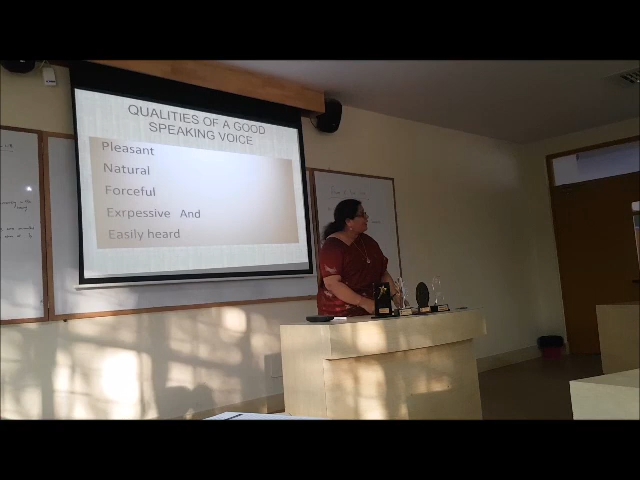 QUALITIES OF A GOOD
SPEAKING VOICE
Pleasant
Natural
Forceful
Exrpessive And
Easily heard